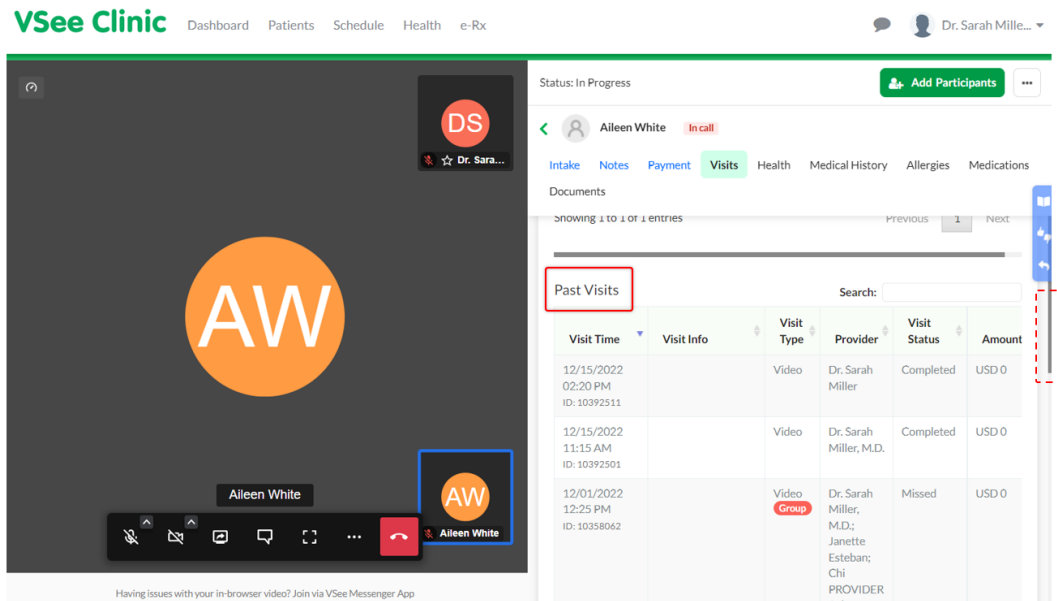 VSee Clinic
Dashboard Patients Schedule Health e-Rx
Dr. Sarah Mille...
Status: In Progress
Add Participants
DS
Dr. Sara...
Aileen White In call
Intake Notes Payment Visits Health Medical History Allergies Medications
Documents
Showing 1 to 1 of 1 entries Previous 1 Next
AW
Past Visits
Search:
Visit Time Visit Info Visit Type Provider Visit Status Amount
12/15/2022 Video Dr. Sarah Completed USD 0
02:20 PM Miller
ID: 10392511
12/15/2022 Video Dr. Sarah Completed USD 0
11:15 AM Miller, M.D.
ID: 10392501
12/01/2022 Video Dr. Sarah Missed USD 0
12:25 PM Group Miller,
ID: 10358062 M.D.;
Janette
Esteban;
Chi
PROVIDER
AW
Aileen White
Aileen White
Having issues with your in-browser video? Join via VSee Messenger App